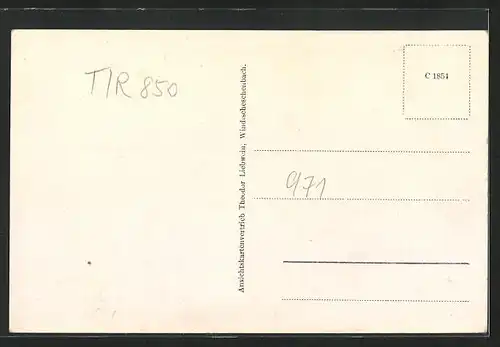 TIR 850
Ansichtskartenvertrieb Theodor Liebwein, Windischeschenbach.
C 1854
971